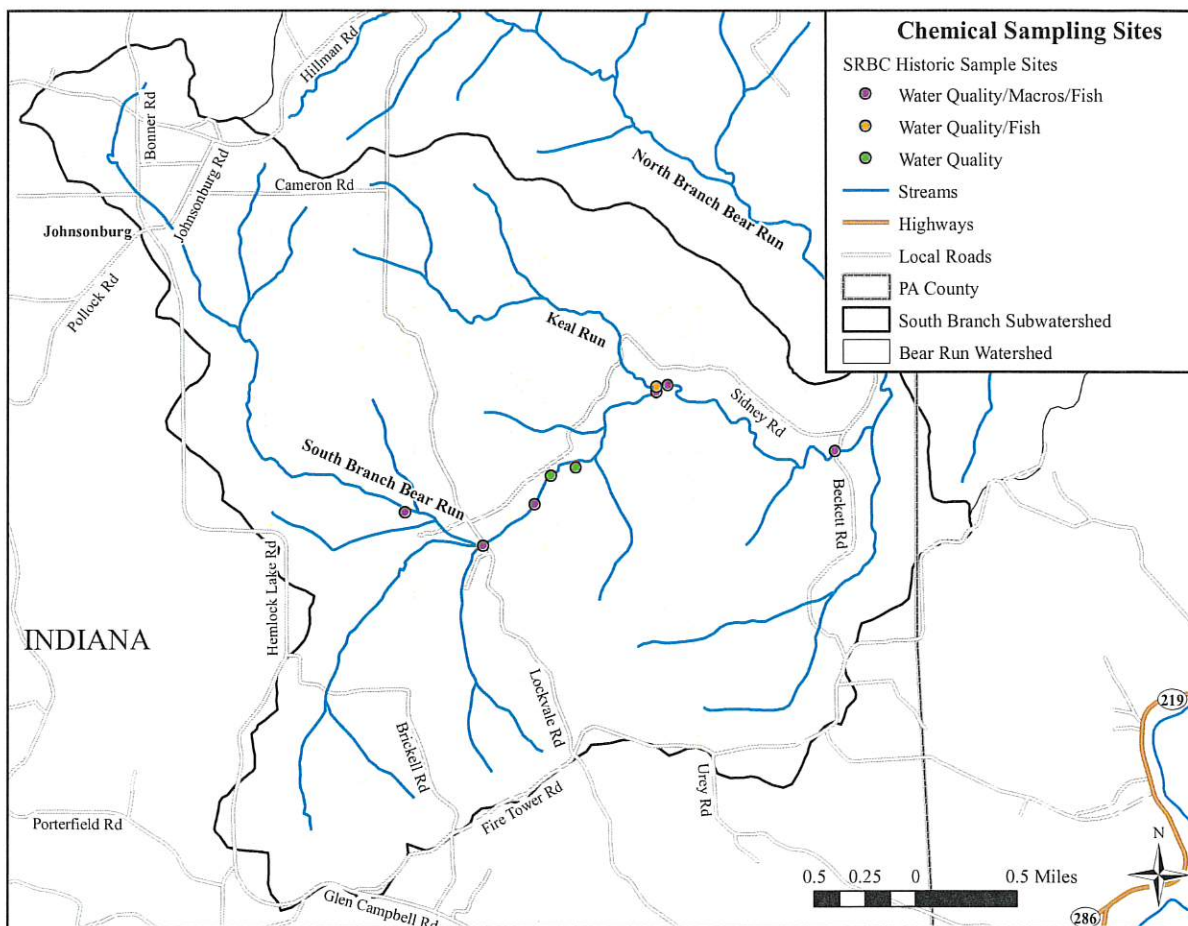 Chemical Sampling Sites
SRBC Historic Sample Sites
Water Quality/Macros/Fish
Water Quality/Fish
Water Quality
Streams
Highways
Local Roads
PA County
South Branch Subwatershed
Bear Run Watershed
Hillman Rd
Bonner Rd
Johnsonburg Rd
Cameron Rd
Johnsonburg
Pollock Rd
North Branch Bear Run
Keal Run
Sidney Rd
South Branch Bear Run
Beckett Rd
Hemlock Lake Rd
INDIANA
Lockvale Rd
Brickell Rd
Urey Rd
Fire Tower Rd
Porterfield Rd
Glen Campbell Rd
219
N
0.5 0.25 0 0.5 Miles
286